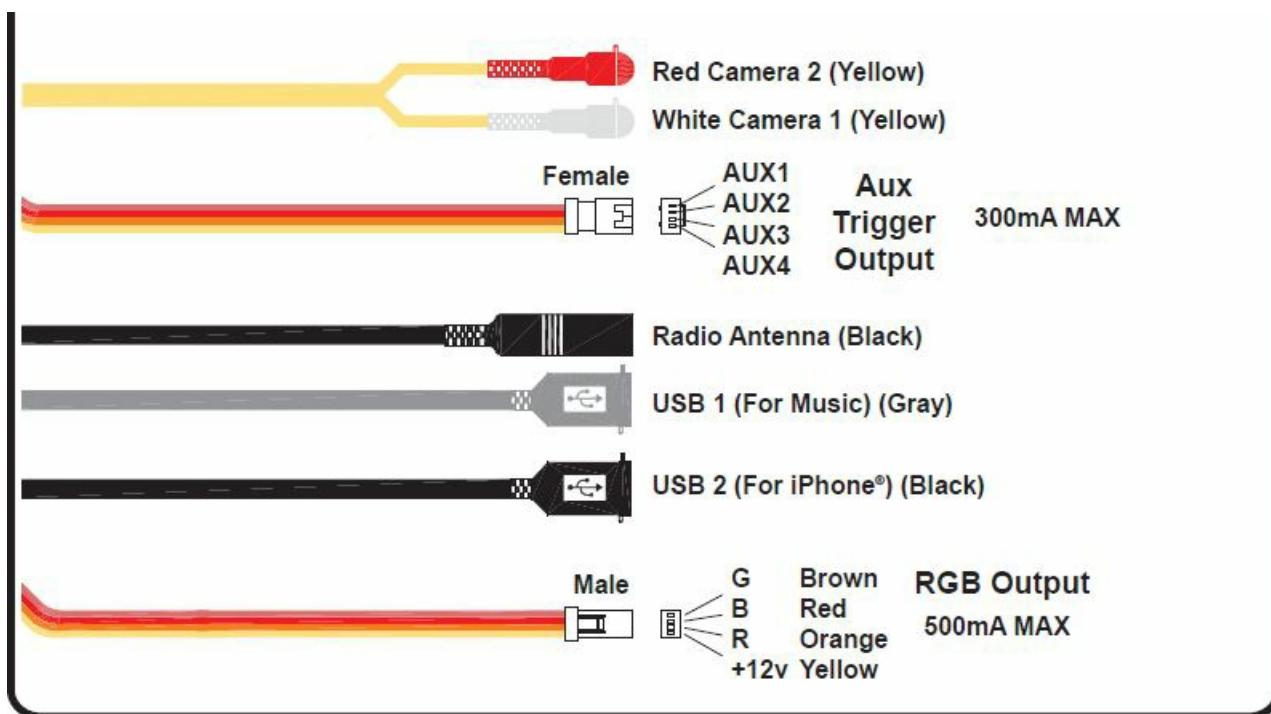 Red Camera 2 (Yellow)
White Camera 1 (Yellow)
Female
AUX1
AUX2
AUX3
AUX4
Aux
Trigger
Output
300mA MAX
Radio Antenna (Black)
USB 1 (For Music) (Gray)
USB 2 (For iPhone®) (Black)
Male
G Brown
B Red
R Orange
+12v Yellow
RGB Output
500mA MAX